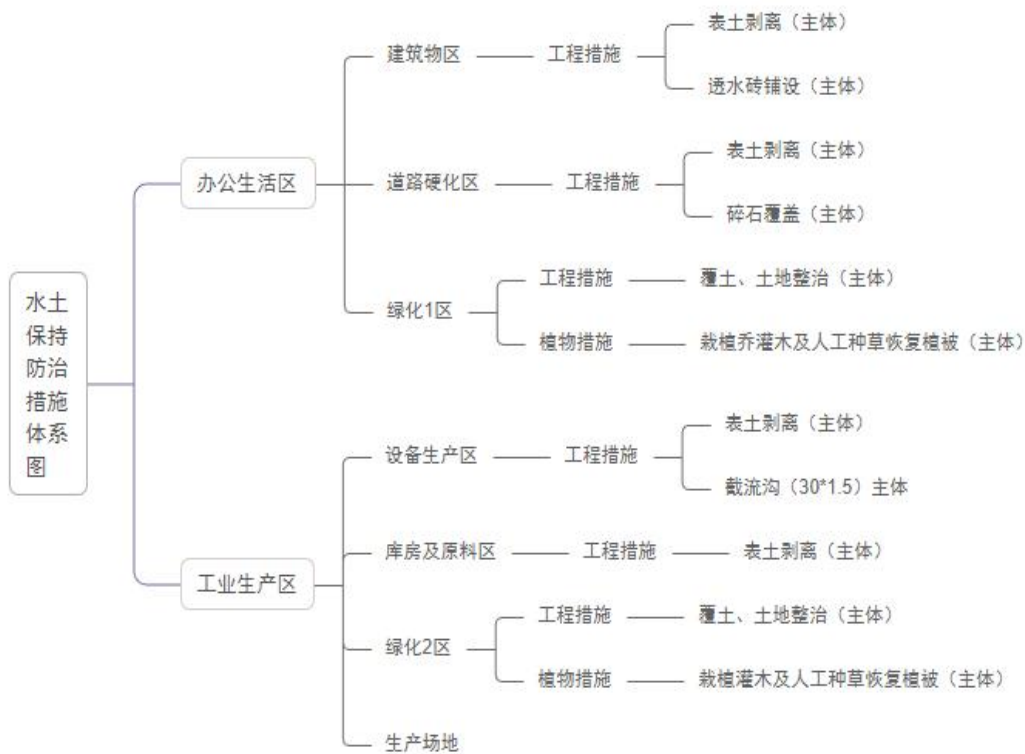 水土
保持
防治
措施
体系
图
办公生活区
建筑物区
工程措施
表土剥离（主体）
透水砖铺设（主体）
道路硬化区
工程措施
表土剥离（主体）
碎石覆盖（主体）
绿化1区
工程措施
覆土、土地整治（主体）
植物措施
栽植乔灌木及人工种草恢复植被（主体）
工业生产区
设备生产区
工程措施
表土剥离（主体）
截流沟（30*1.5）主体
库房及原料区
工程措施
表土剥离（主体）
绿化2区
工程措施
覆土、土地整治（主体）
植物措施
栽植灌木及人工种草恢复植被（主体）
生产场地